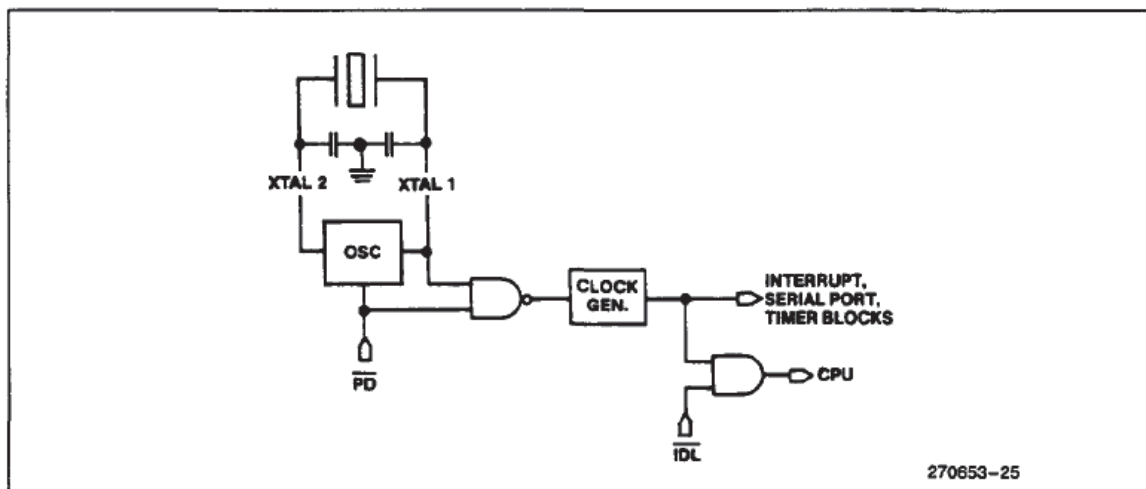 XTAL 2
XTAL 1
OSC
CLOCK
GEN.
INTERRUPT,
SERIAL PORT,
TIMER BLOCKS
PD
CPU
IDL
270653-25